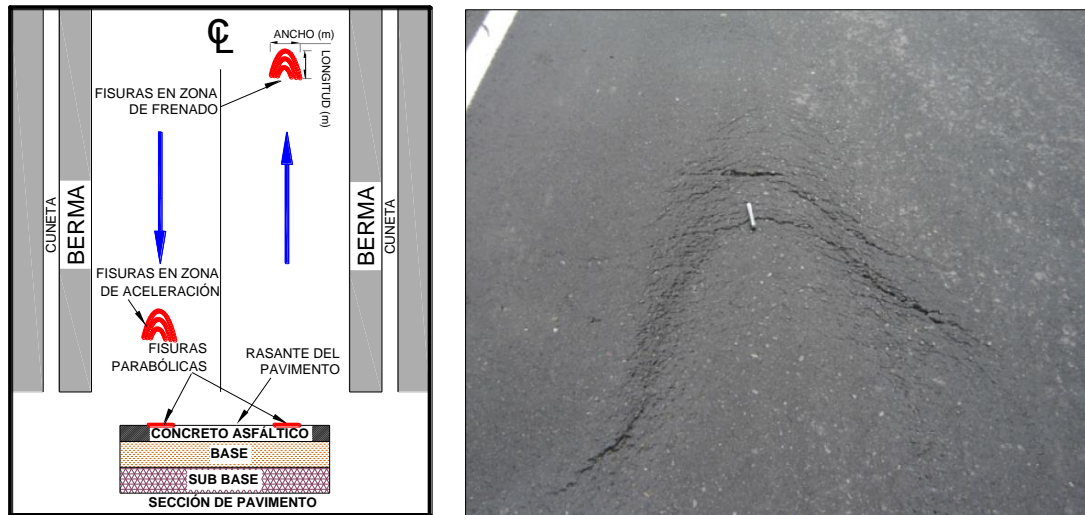 ℄
ANCHO (m)
LONGITUD (m)
FISURAS EN ZONA
DE FRENADO
CUNETA
BERMA
BERMA
CUNETA
FISURAS EN ZONA
DE ACELERACIÓN
FISURAS
PARABÓLICAS
RASANTE DEL
PAVIMENTO
CONCRETO ASFÁLTICO
BASE
SUB BASE
SECCIÓN DE PAVIMENTO